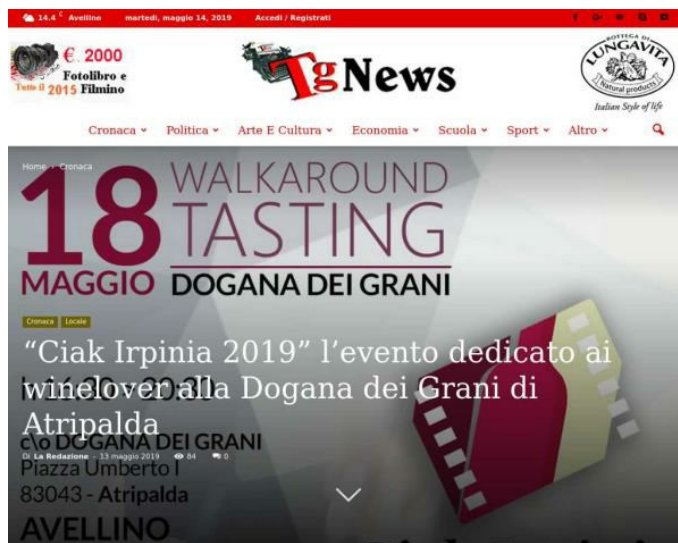 14.4 C Avellino martedì, maggio 14, 2019 Accedi / Registrati
€. 2000
Fotolibro e
Tutto il 2015 Filmino
TgNews
BOTTEGA DI
LUNGAVITA
Natural products
Italian Style of life
Cronaca Politica Arte E Cultura Economia Scuola Sport Altro
Home Cronaca
18 WALKAROUND
TASTING
MAGGIO DOGANA DEI GRANI
Cronaca Locale
“Ciak Irpinia 2019” l’evento dedicato ai
winelover alla Dogana dei Grani di
Atripalda
c\o DOGANA DEI GRANI
Di La Redazione - 13 maggio 2019 84 0
Piazza Umberto I
83043 - Atripalda
AVELLINO